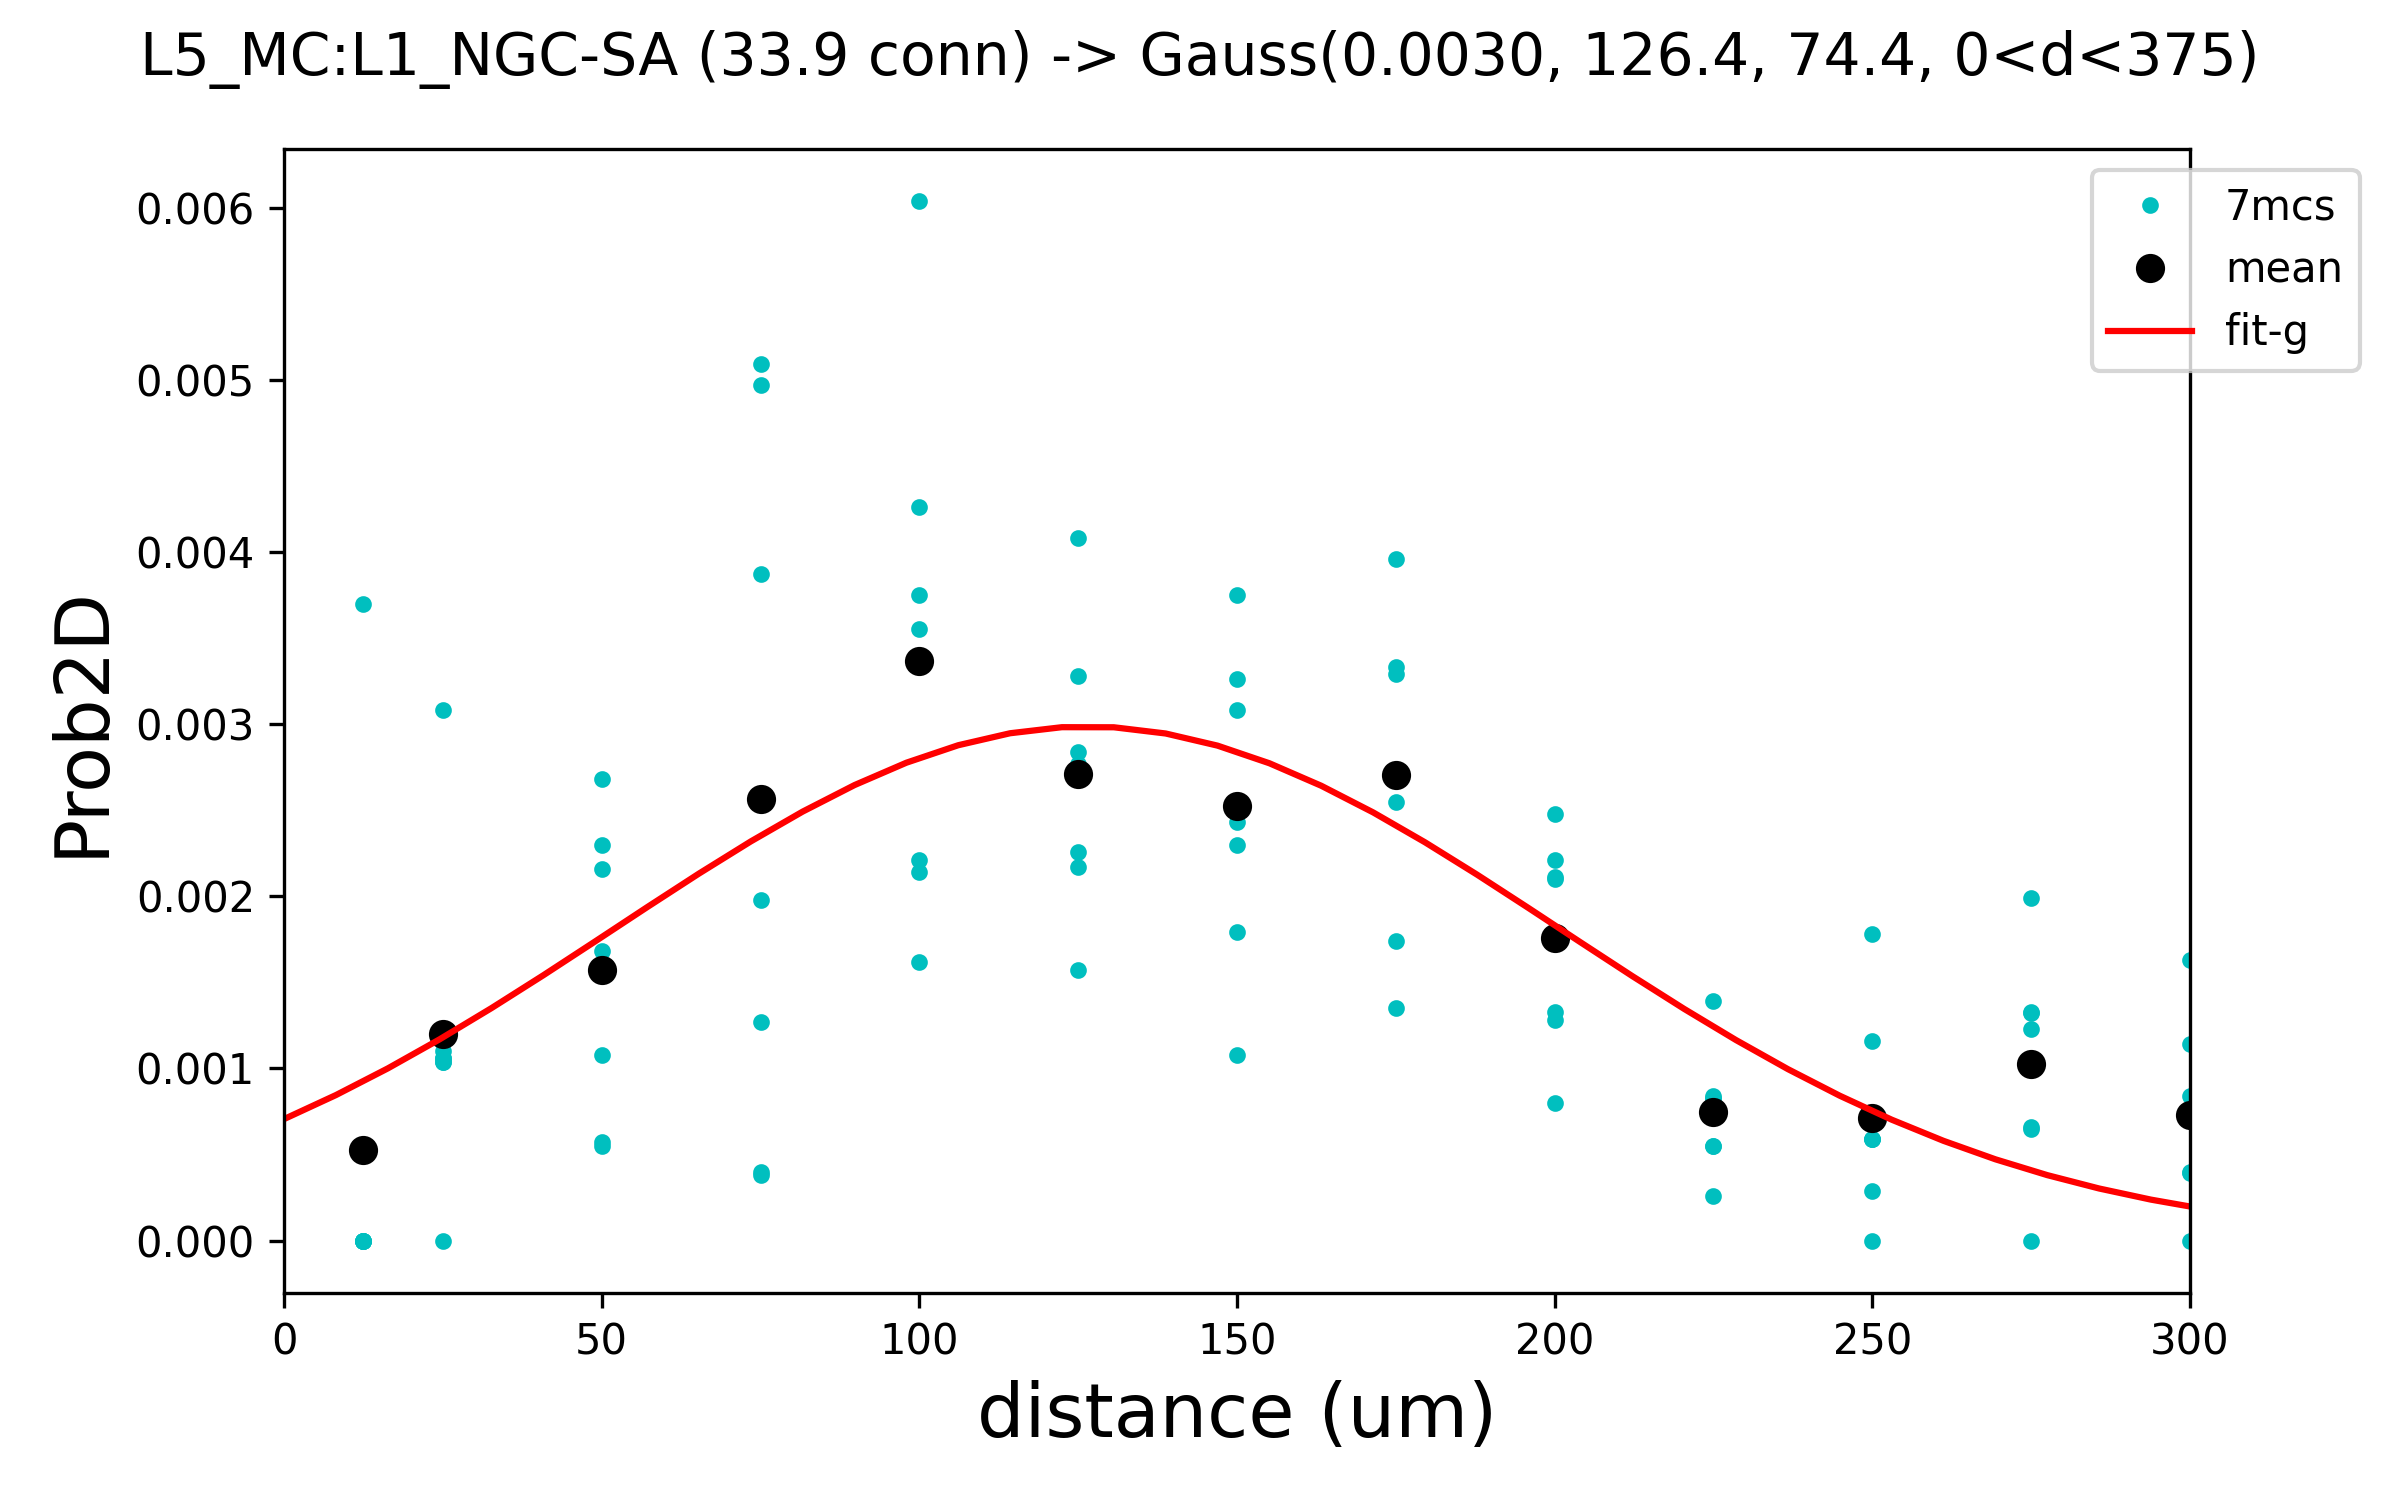 L5_MC:L1_NGC-SA (33.9 conn) -> Gauss(0.0030, 126.4, 74.4, 0<d<375)
7mcs
mean
fit-g
Prob2D
0.006
0.005
0.004
0.003
0.002
0.001
0.000
0 50 100 150 200 250 300
distance (um)